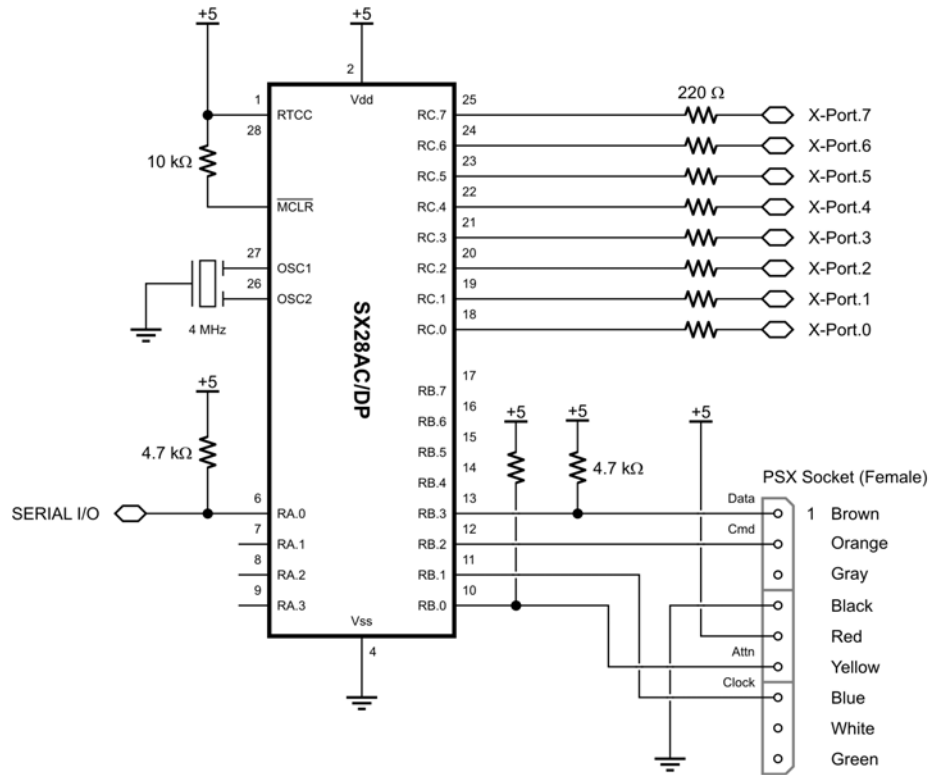 +5
+5
2
Vdd
1
RTCC
28
10 kΩ
MCLR
27
OSC1
26
OSC2
4 MHz
SX28AC/DP
+5
4.7 kΩ
SERIAL I/O
6
RA.0
7
RA.1
8
RA.2
9
RA.3
Vss
4
25
RC.7
220 Ω
X-Port.7
24
RC.6
X-Port.6
23
RC.5
X-Port.5
22
RC.4
X-Port.4
21
RC.3
X-Port.3
20
RC.2
X-Port.2
19
RC.1
X-Port.1
18
RC.0
X-Port.0
17
RB.7
16
RB.6
15
RB.5
14
RB.4
13
RB.3
12
RB.2
11
RB.1
10
RB.0
+5
+5
4.7 kΩ
+5
PSX Socket (Female)
Data
1 Brown
Cmd
Orange
Gray
Black
Red
Attn
Yellow
Clock
Blue
White
Green